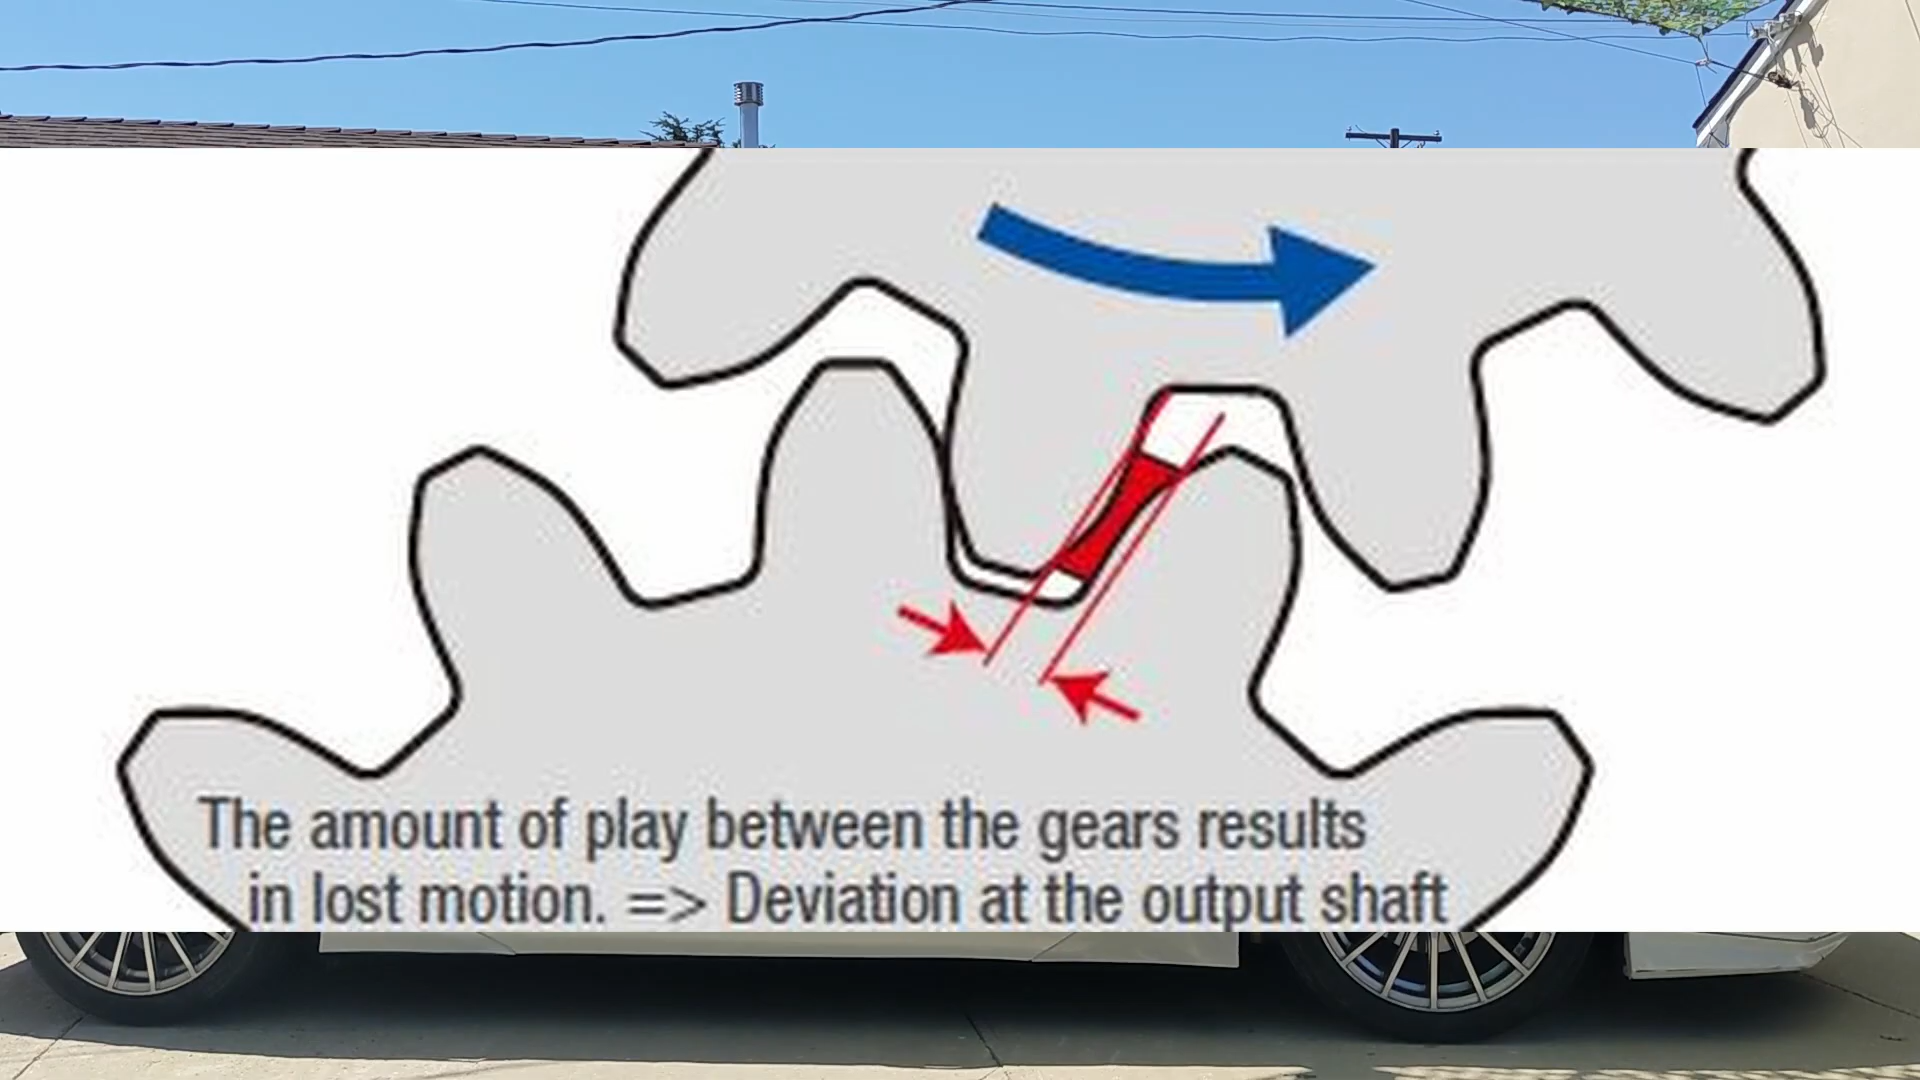 The amount of play between the gears results
in lost motion. => Deviation at the output shaft